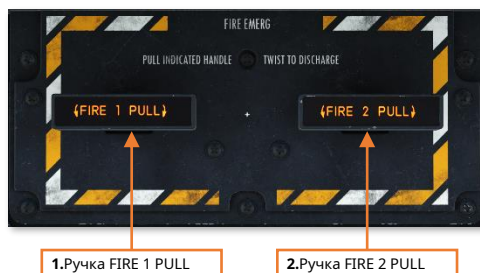 FIRE EMERG
PULL INDICATED HANDLE TWIST TO DISCHARGE
FIRE 1 PULL
FIRE 2 PULL
1.Ручка FIRE 1 PULL
2.Ручка FIRE 2 PULL